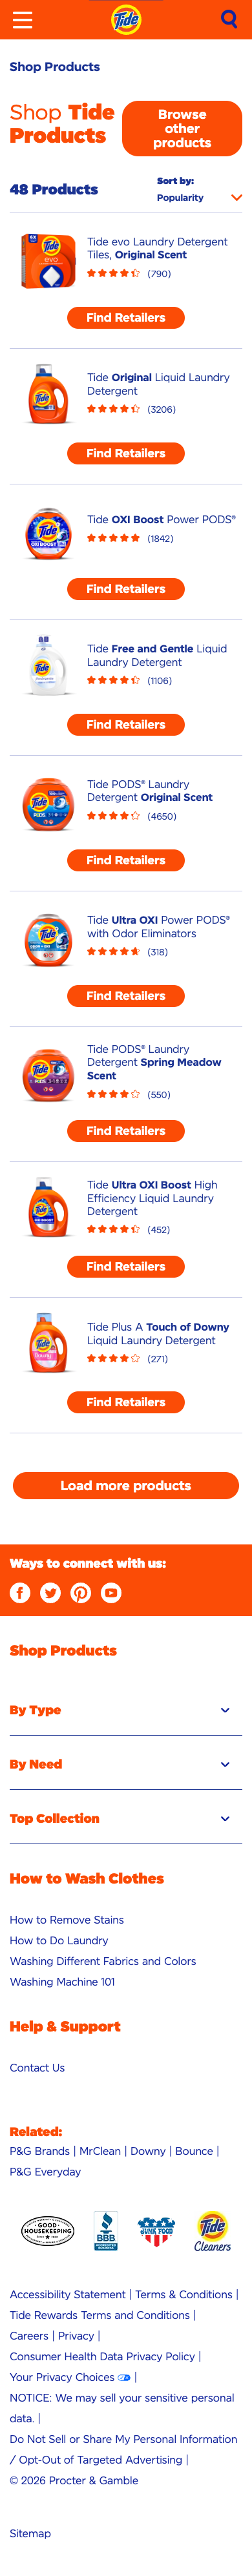 Tide
Shop Products
Shop Tide
Products
Browse
other
products
48 Products
Sort by:
Popularity
Tide evo Laundry Detergent
Tiles, Original Scent
(790)
Find Retailers
Tide Original Liquid Laundry
Detergent
(3206)
Find Retailers
Tide OXI Boost Power PODS®
(1842)
Find Retailers
Tide Free and Gentle Liquid
Laundry Detergent
(1106)
Find Retailers
Tide PODS® Laundry
Detergent Original Scent
(4650)
Find Retailers
Tide Ultra OXI Power PODS®
with Odor Eliminators
(318)
Find Retailers
Tide PODS® Laundry
Detergent Spring Meadow
Scent
(550)
Find Retailers
Tide Ultra OXI Boost High
Efficiency Liquid Laundry
Detergent
(452)
Find Retailers
Tide Plus A Touch of Downy
Liquid Laundry Detergent
(271)
Find Retailers
Load more products
Ways to connect with us:
Shop Products
By Type
By Need
Top Collection
How to Wash Clothes
How to Remove Stains
How to Do Laundry
Washing Different Fabrics and Colors
Washing Machine 101
Help & Support
Contact Us
Related:
P&G Brands | MrClean | Downy | Bounce |
P&G Everyday
GOOD HOUSEKEEPING
BBB
JUNK FOOD
Tide
Cleaners
Accessibility Statement | Terms & Conditions |
Tide Rewards Terms and Conditions |
Careers | Privacy |
Consumer Health Data Privacy Policy |
Your Privacy Choices |
NOTICE: We may sell your sensitive personal
data. |
Do Not Sell or Share My Personal Information
/ Opt-Out of Targeted Advertising |
© 2026 Procter & Gamble
Sitemap